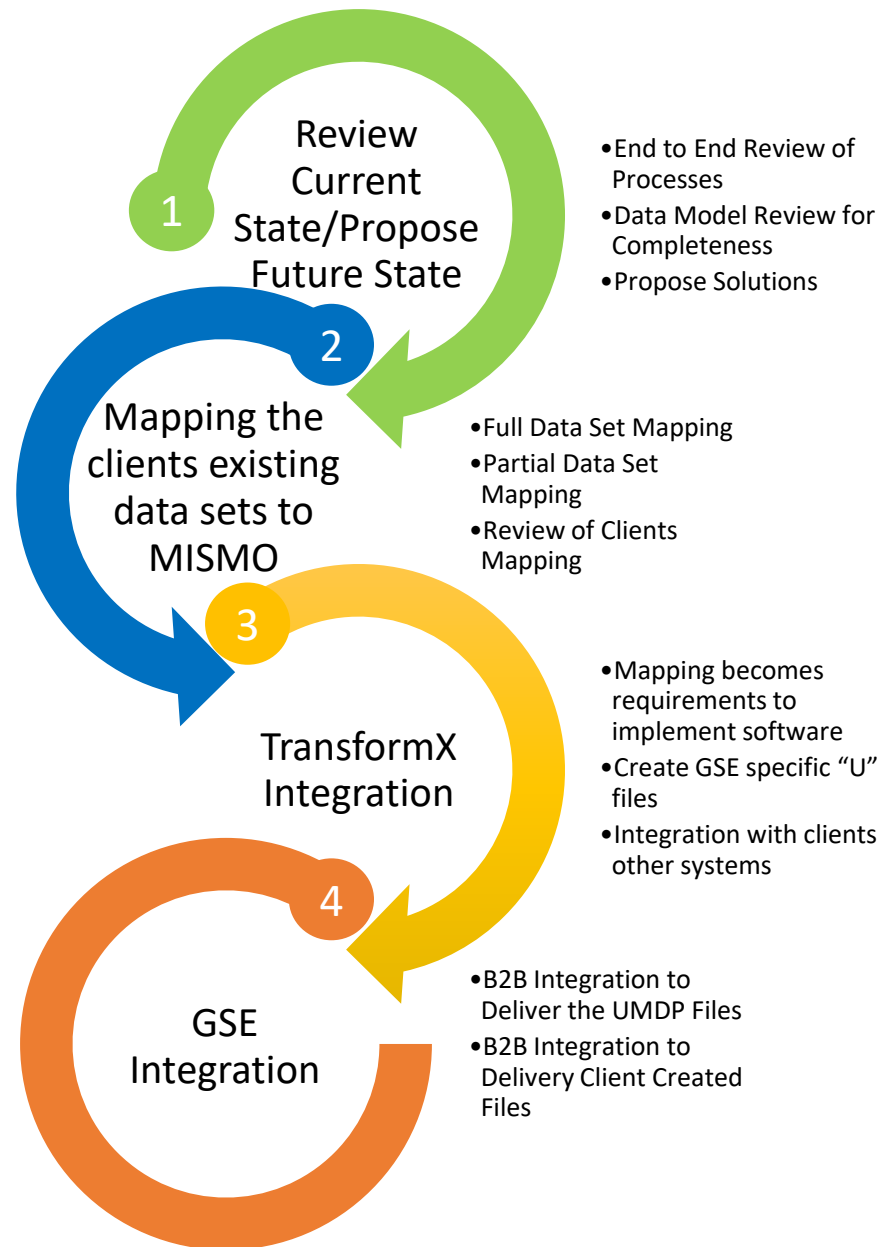 1
Review
Current
State/Propose
Future State
•End to End Review of
Processes
•Data Model Review for
Completeness
•Propose Solutions
2
Mapping the
clients existing
data sets to
MISMO
•Full Data Set Mapping
•Partial Data Set
Mapping
•Review of Clients
Mapping
3
TransformX
Integration
•Mapping becomes
requirements to
implement software
•Create GSE specific “U”
files
•Integration with clients
other systems
4
GSE
Integration
•B2B Integration to
Deliver the UMDP Files
•B2B Integration to
Delivery Client Created
Files